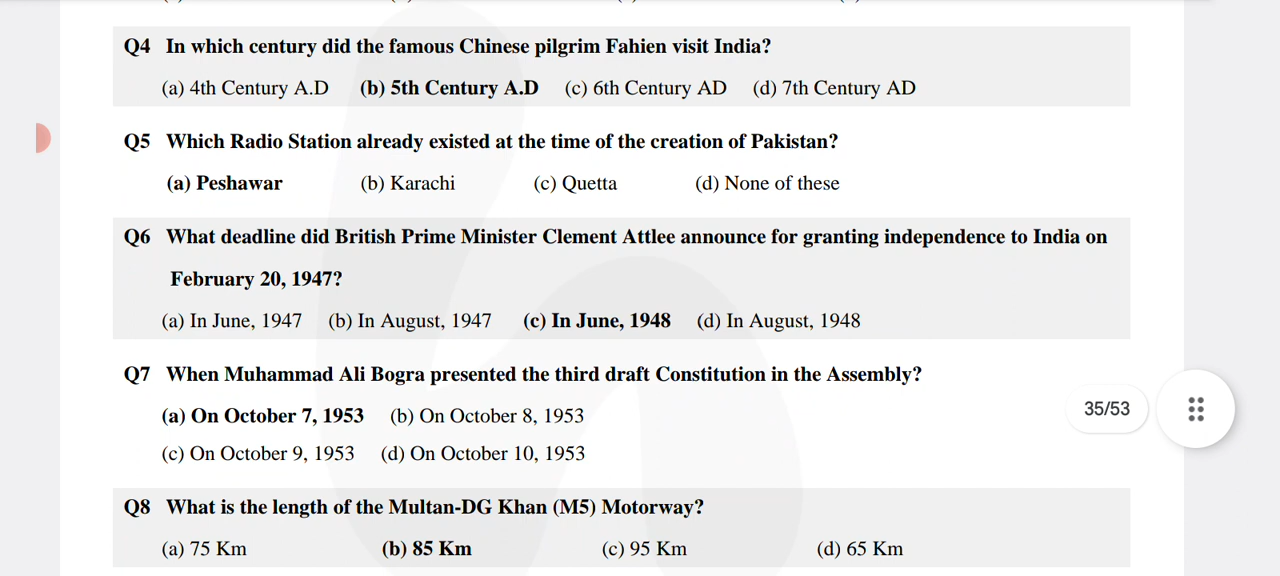 Q4 In which century did the famous Chinese pilgrim Fahien visit India?
(a) 4th Century A.D (b) 5th Century A.D (c) 6th Century AD (d) 7th Century AD
Q5 Which Radio Station already existed at the time of the creation of Pakistan?
(a) Peshawar (b) Karachi (c) Quetta (d) None of these
Q6 What deadline did British Prime Minister Clement Attlee announce for granting independence to India on
February 20, 1947?
(a) In June, 1947 (b) In August, 1947 (c) In June, 1948 (d) In August, 1948
Q7 When Muhammad Ali Bogra presented the third draft Constitution in the Assembly?
(a) On October 7, 1953 (b) On October 8, 1953
35/53
(c) On October 9, 1953 (d) On October 10, 1953
Q8 What is the length of the Multan-DG Khan (M5) Motorway?
(a) 75 Km (b) 85 Km (c) 95 Km (d) 65 Km